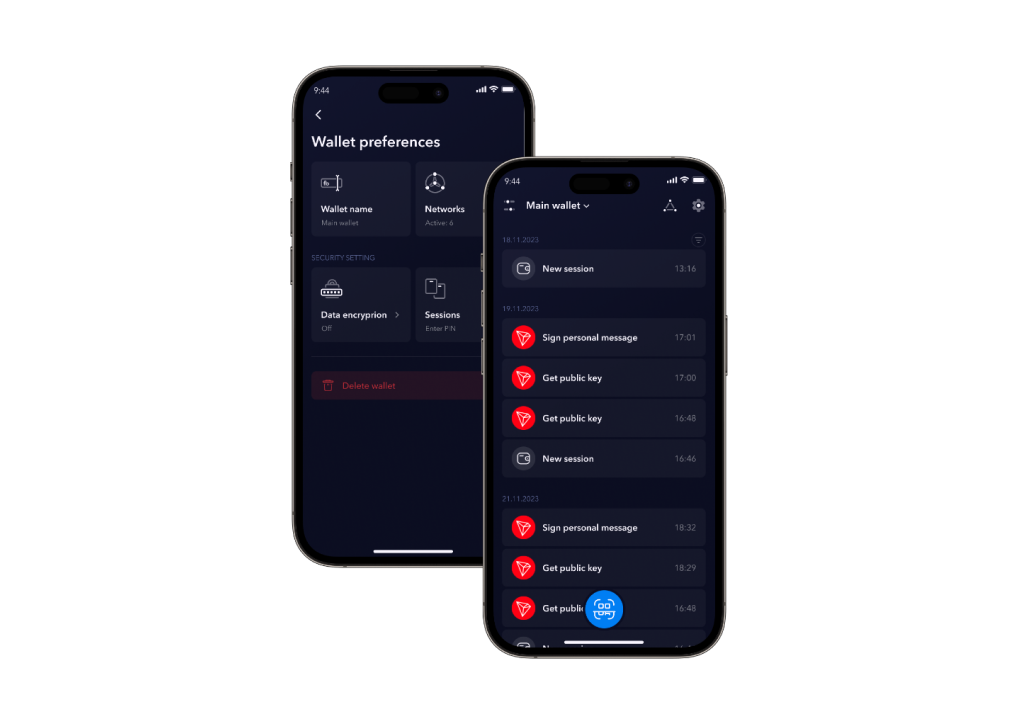 9:44
Wallet preferences
Wallet name
Main wallet
Networks
Active: 6
SECURITY SETTING
Data encryprion
Off
Sessions
Enter PIN
Delete wallet
9:44
Main wallet
18.11.2023
New session 13:16
19.11.2023
Sign personal message 17:01
Get public key 17:00
Get public key 16:48
New session 16:46
21.11.2023
Sign personal message 18:32
Get public key 18:29
Get public 16:48